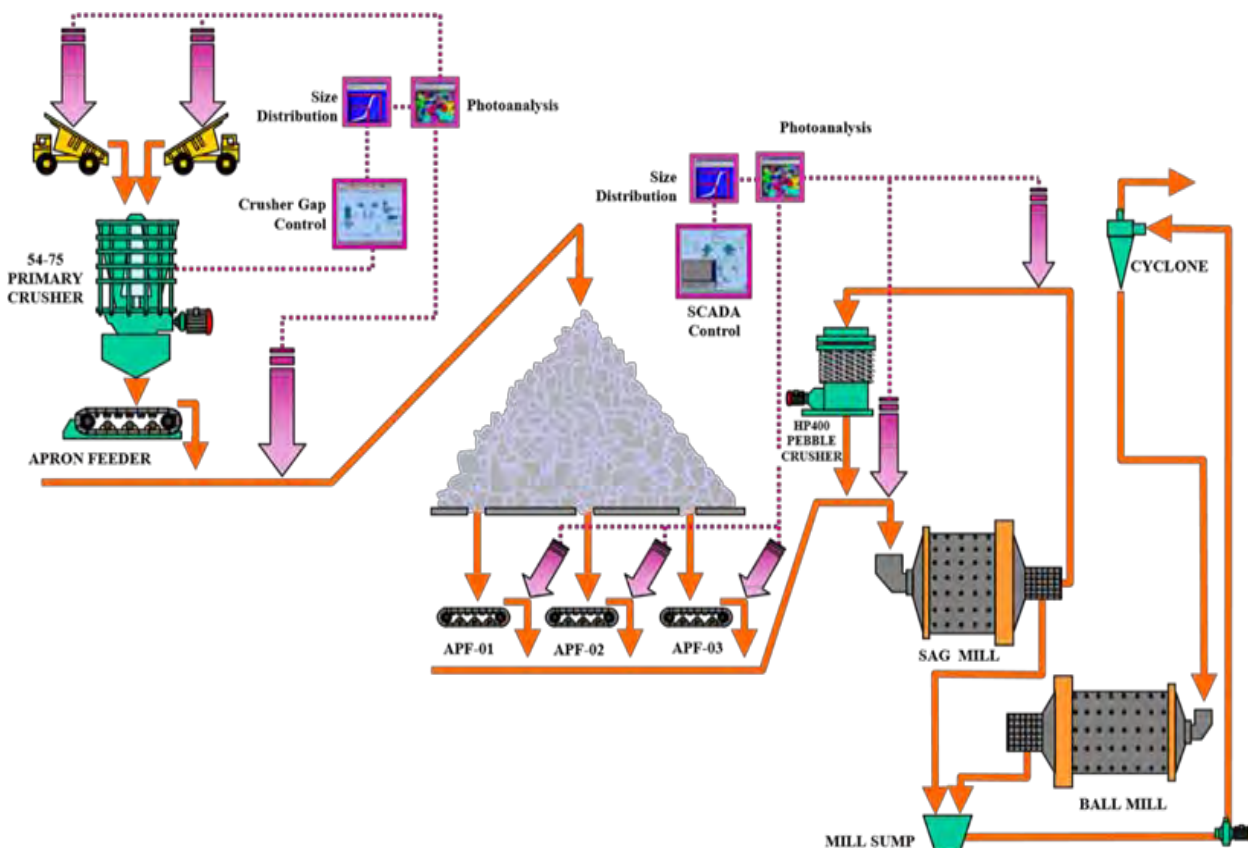 Size
Distribution
Photoanalysis
Photoanalysis
Size
Distribution
Crusher Gap
Control
54-75
PRIMARY
CRUSHER
CYCLONE
SCADA
Control
HP400
PEBBLE
CRUSHER
APRON FEEDER
APF-01
APF-02
APF-03
SAG MILL
BALL MILL
MILL SUMP